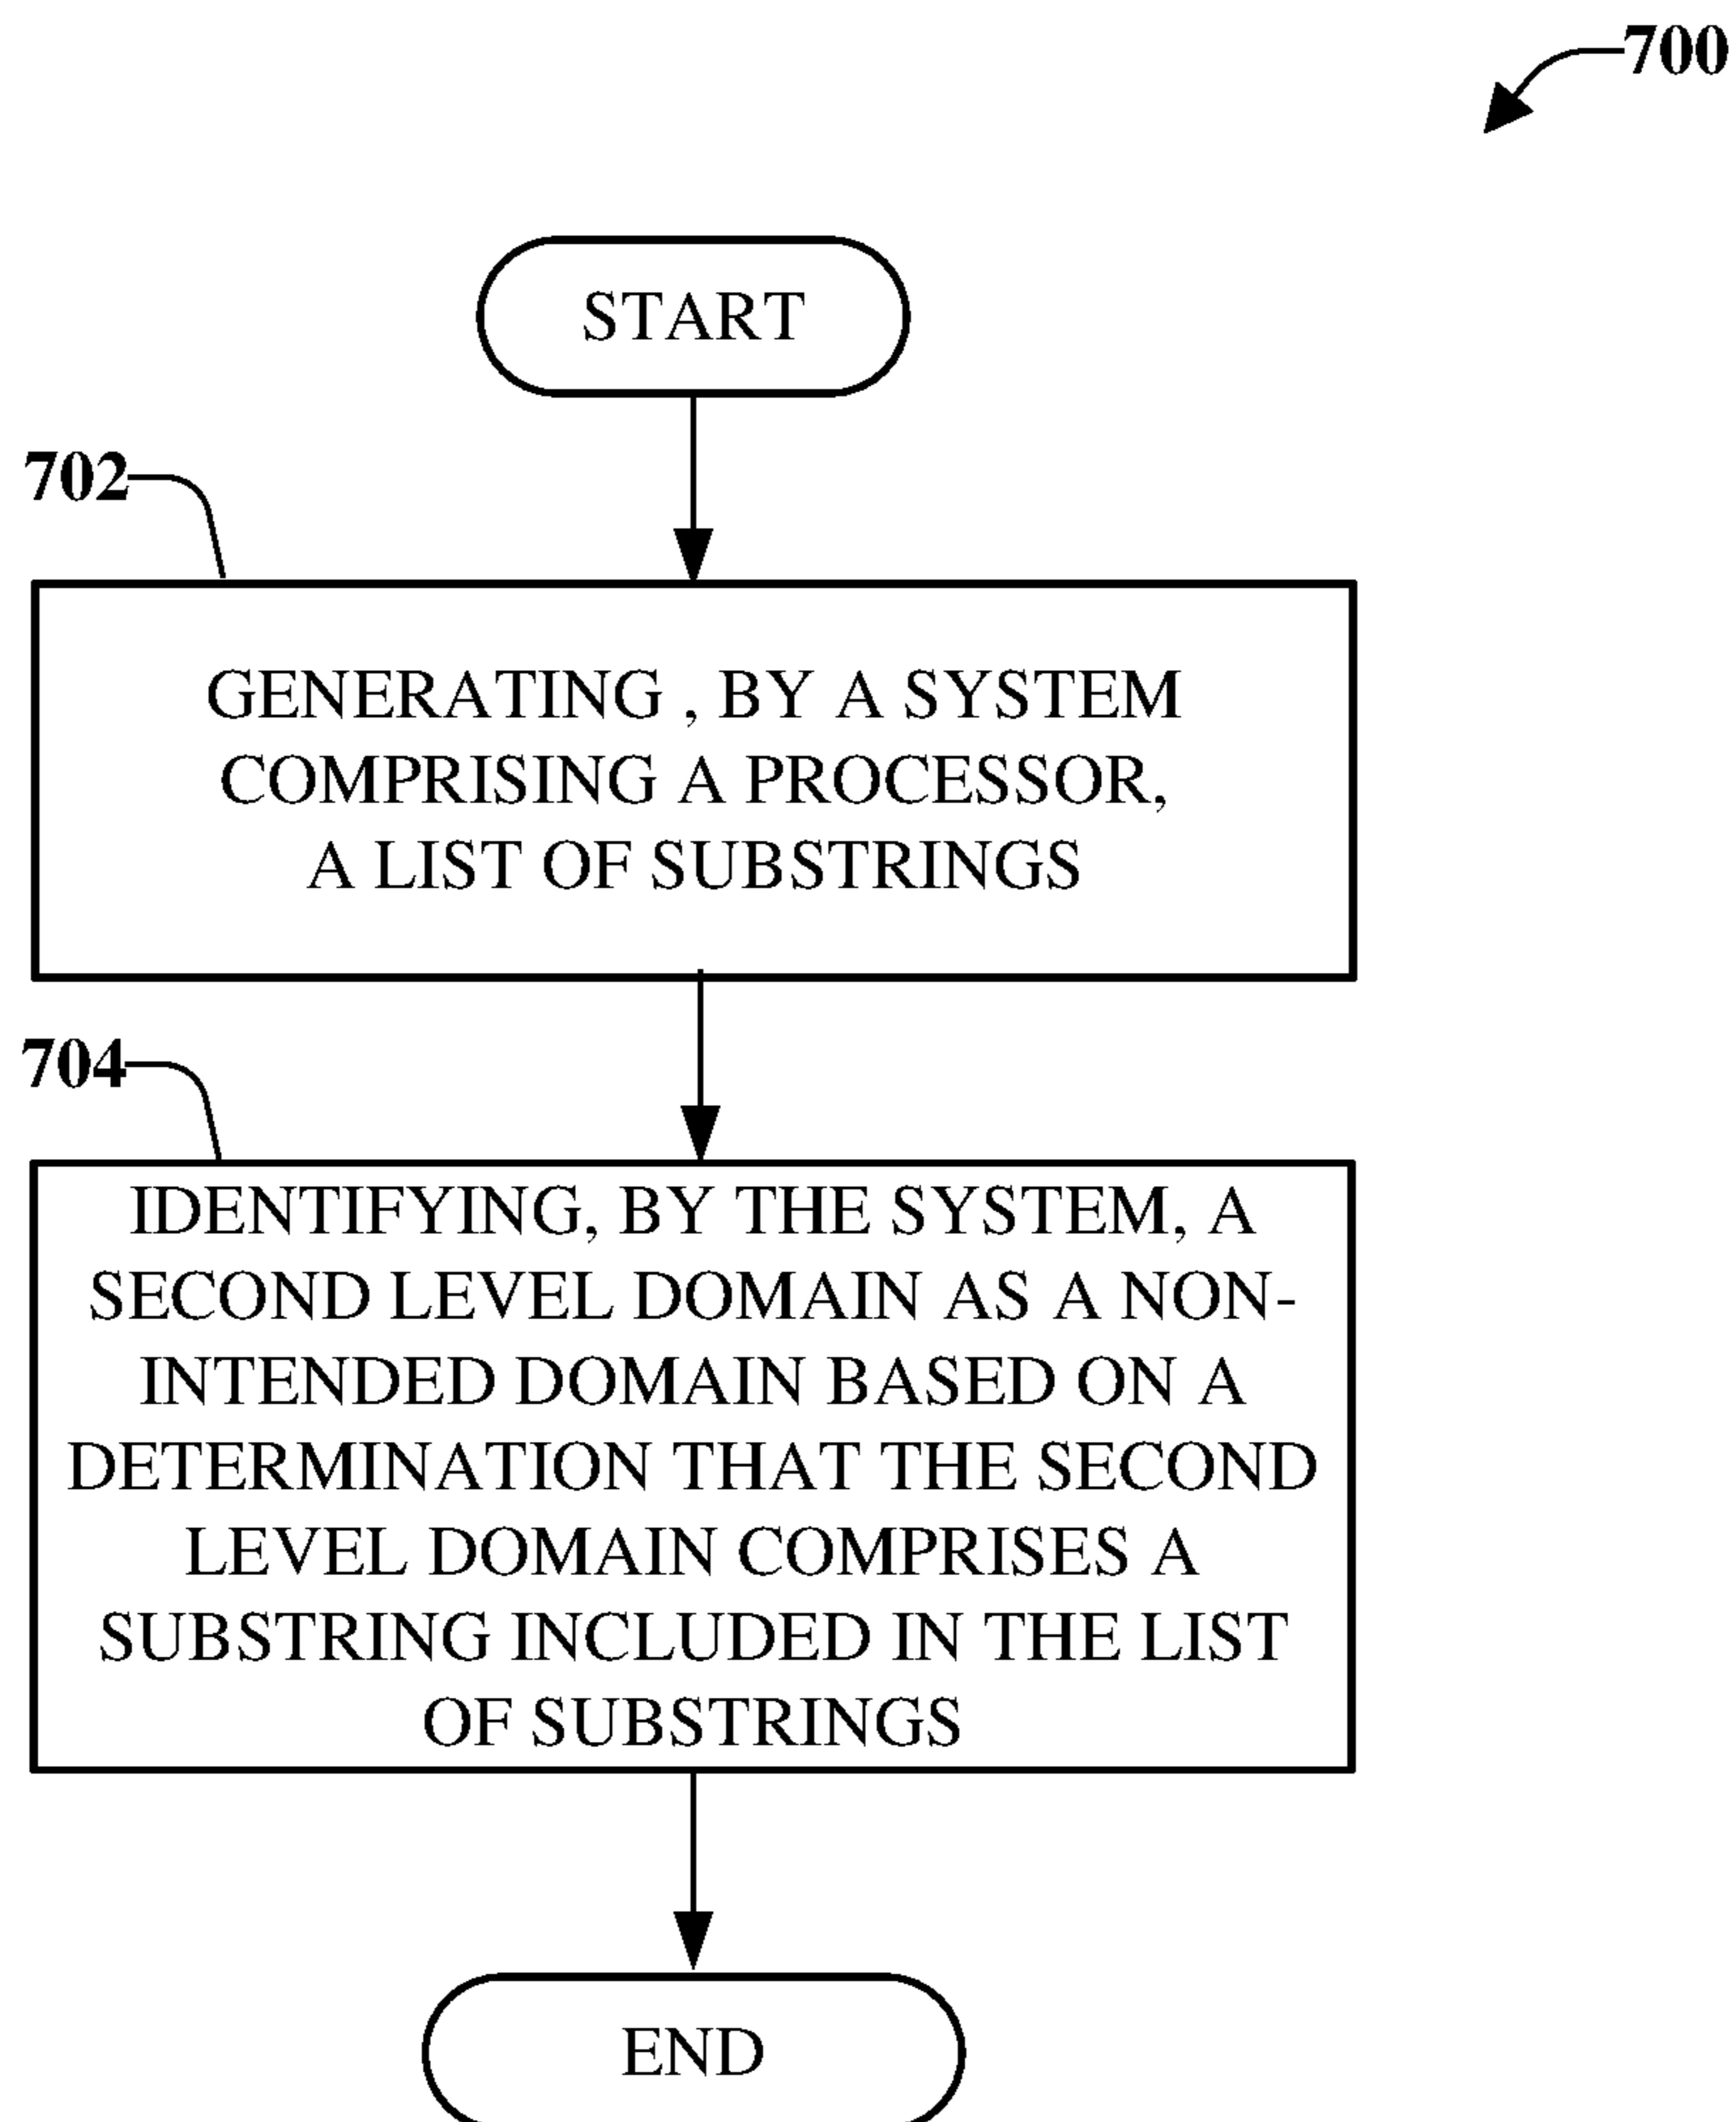 700
START
702
GENERATING , BY A SYSTEM
COMPRISING A PROCESSOR,
A LIST OF SUBSTRINGS
704
IDENTIFYING, BY THE SYSTEM, A
SECOND LEVEL DOMAIN AS A NON-
INTENDED DOMAIN BASED ON A
DETERMINATION THAT THE SECOND
LEVEL DOMAIN COMPRISES A
SUBSTRING INCLUDED IN THE LIST
OF SUBSTRINGS
END